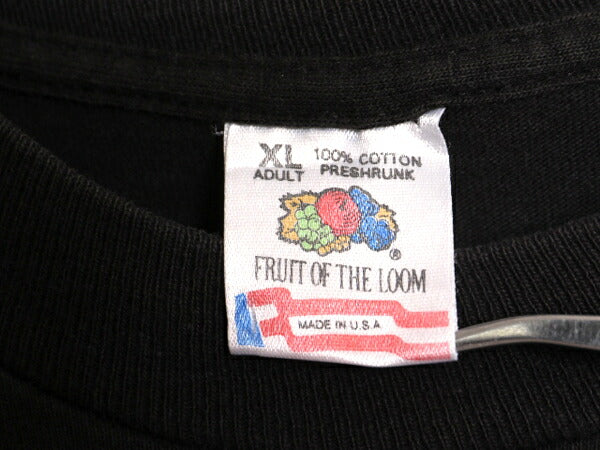 XL 100% COTTON
ADULT PRESHRUNK
®
FRUIT OF THE LOOM
MADE IN U.S.A